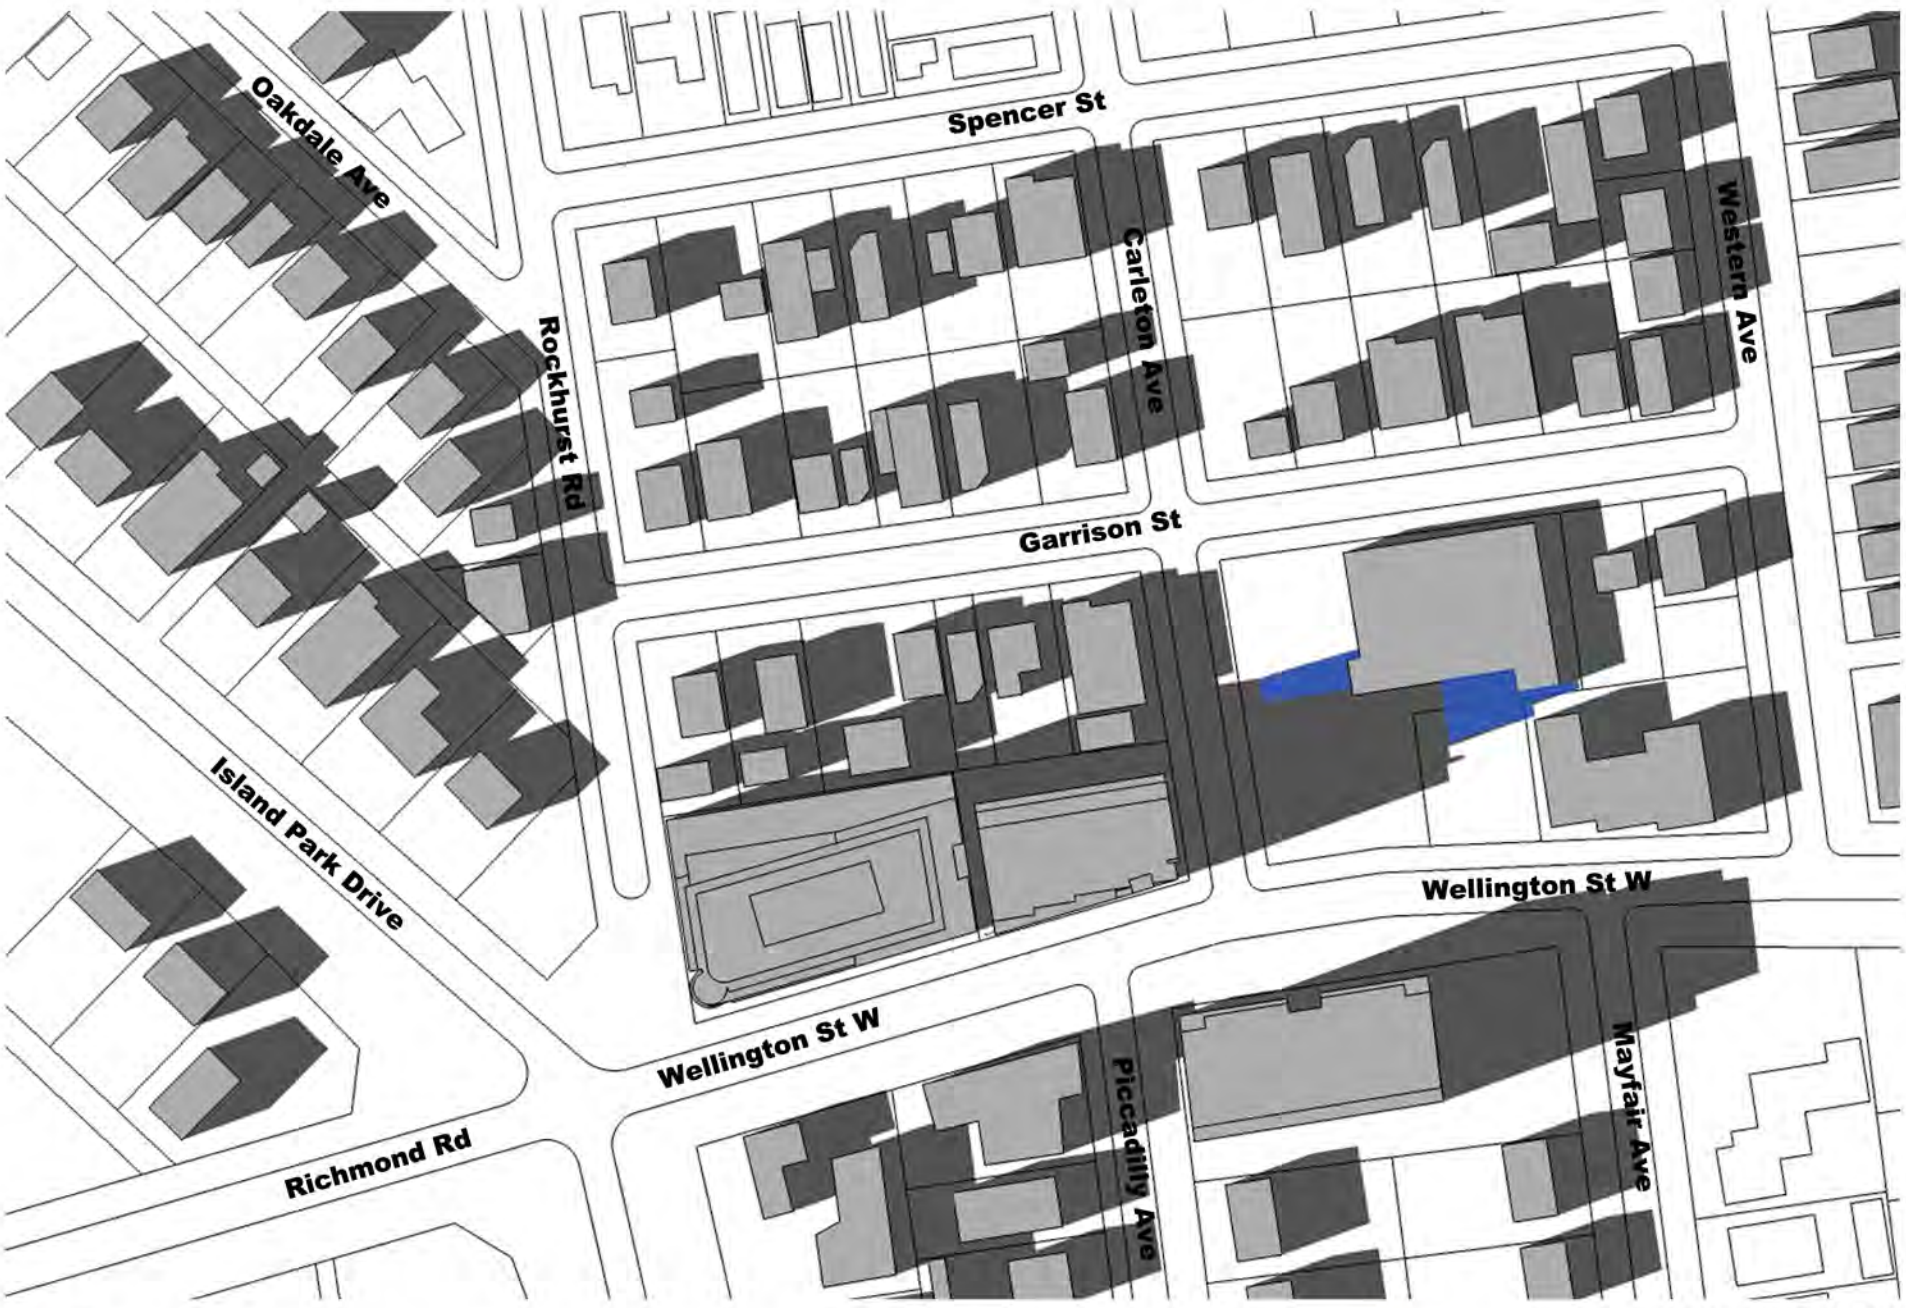 Oakdale Ave
Spencer St
Western Ave
Carleton Ave
Rockhurst Rd
Garrison St
Island Park Drive
Wellington St W
Wellington St W
Mayfair Ave
Piccadilly Ave
Richmond Rd